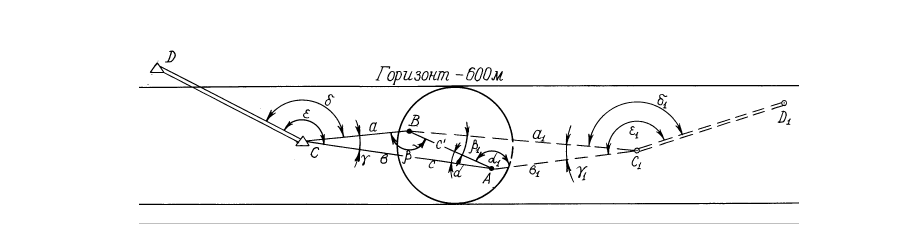 D
Горизонт – 600м
δ
ε
a
B
C
γ
в
β
c
c'
α
β₁
α₁
A
a₁
в₁
γ₁
δ₁
ε₁
C₁
D₁